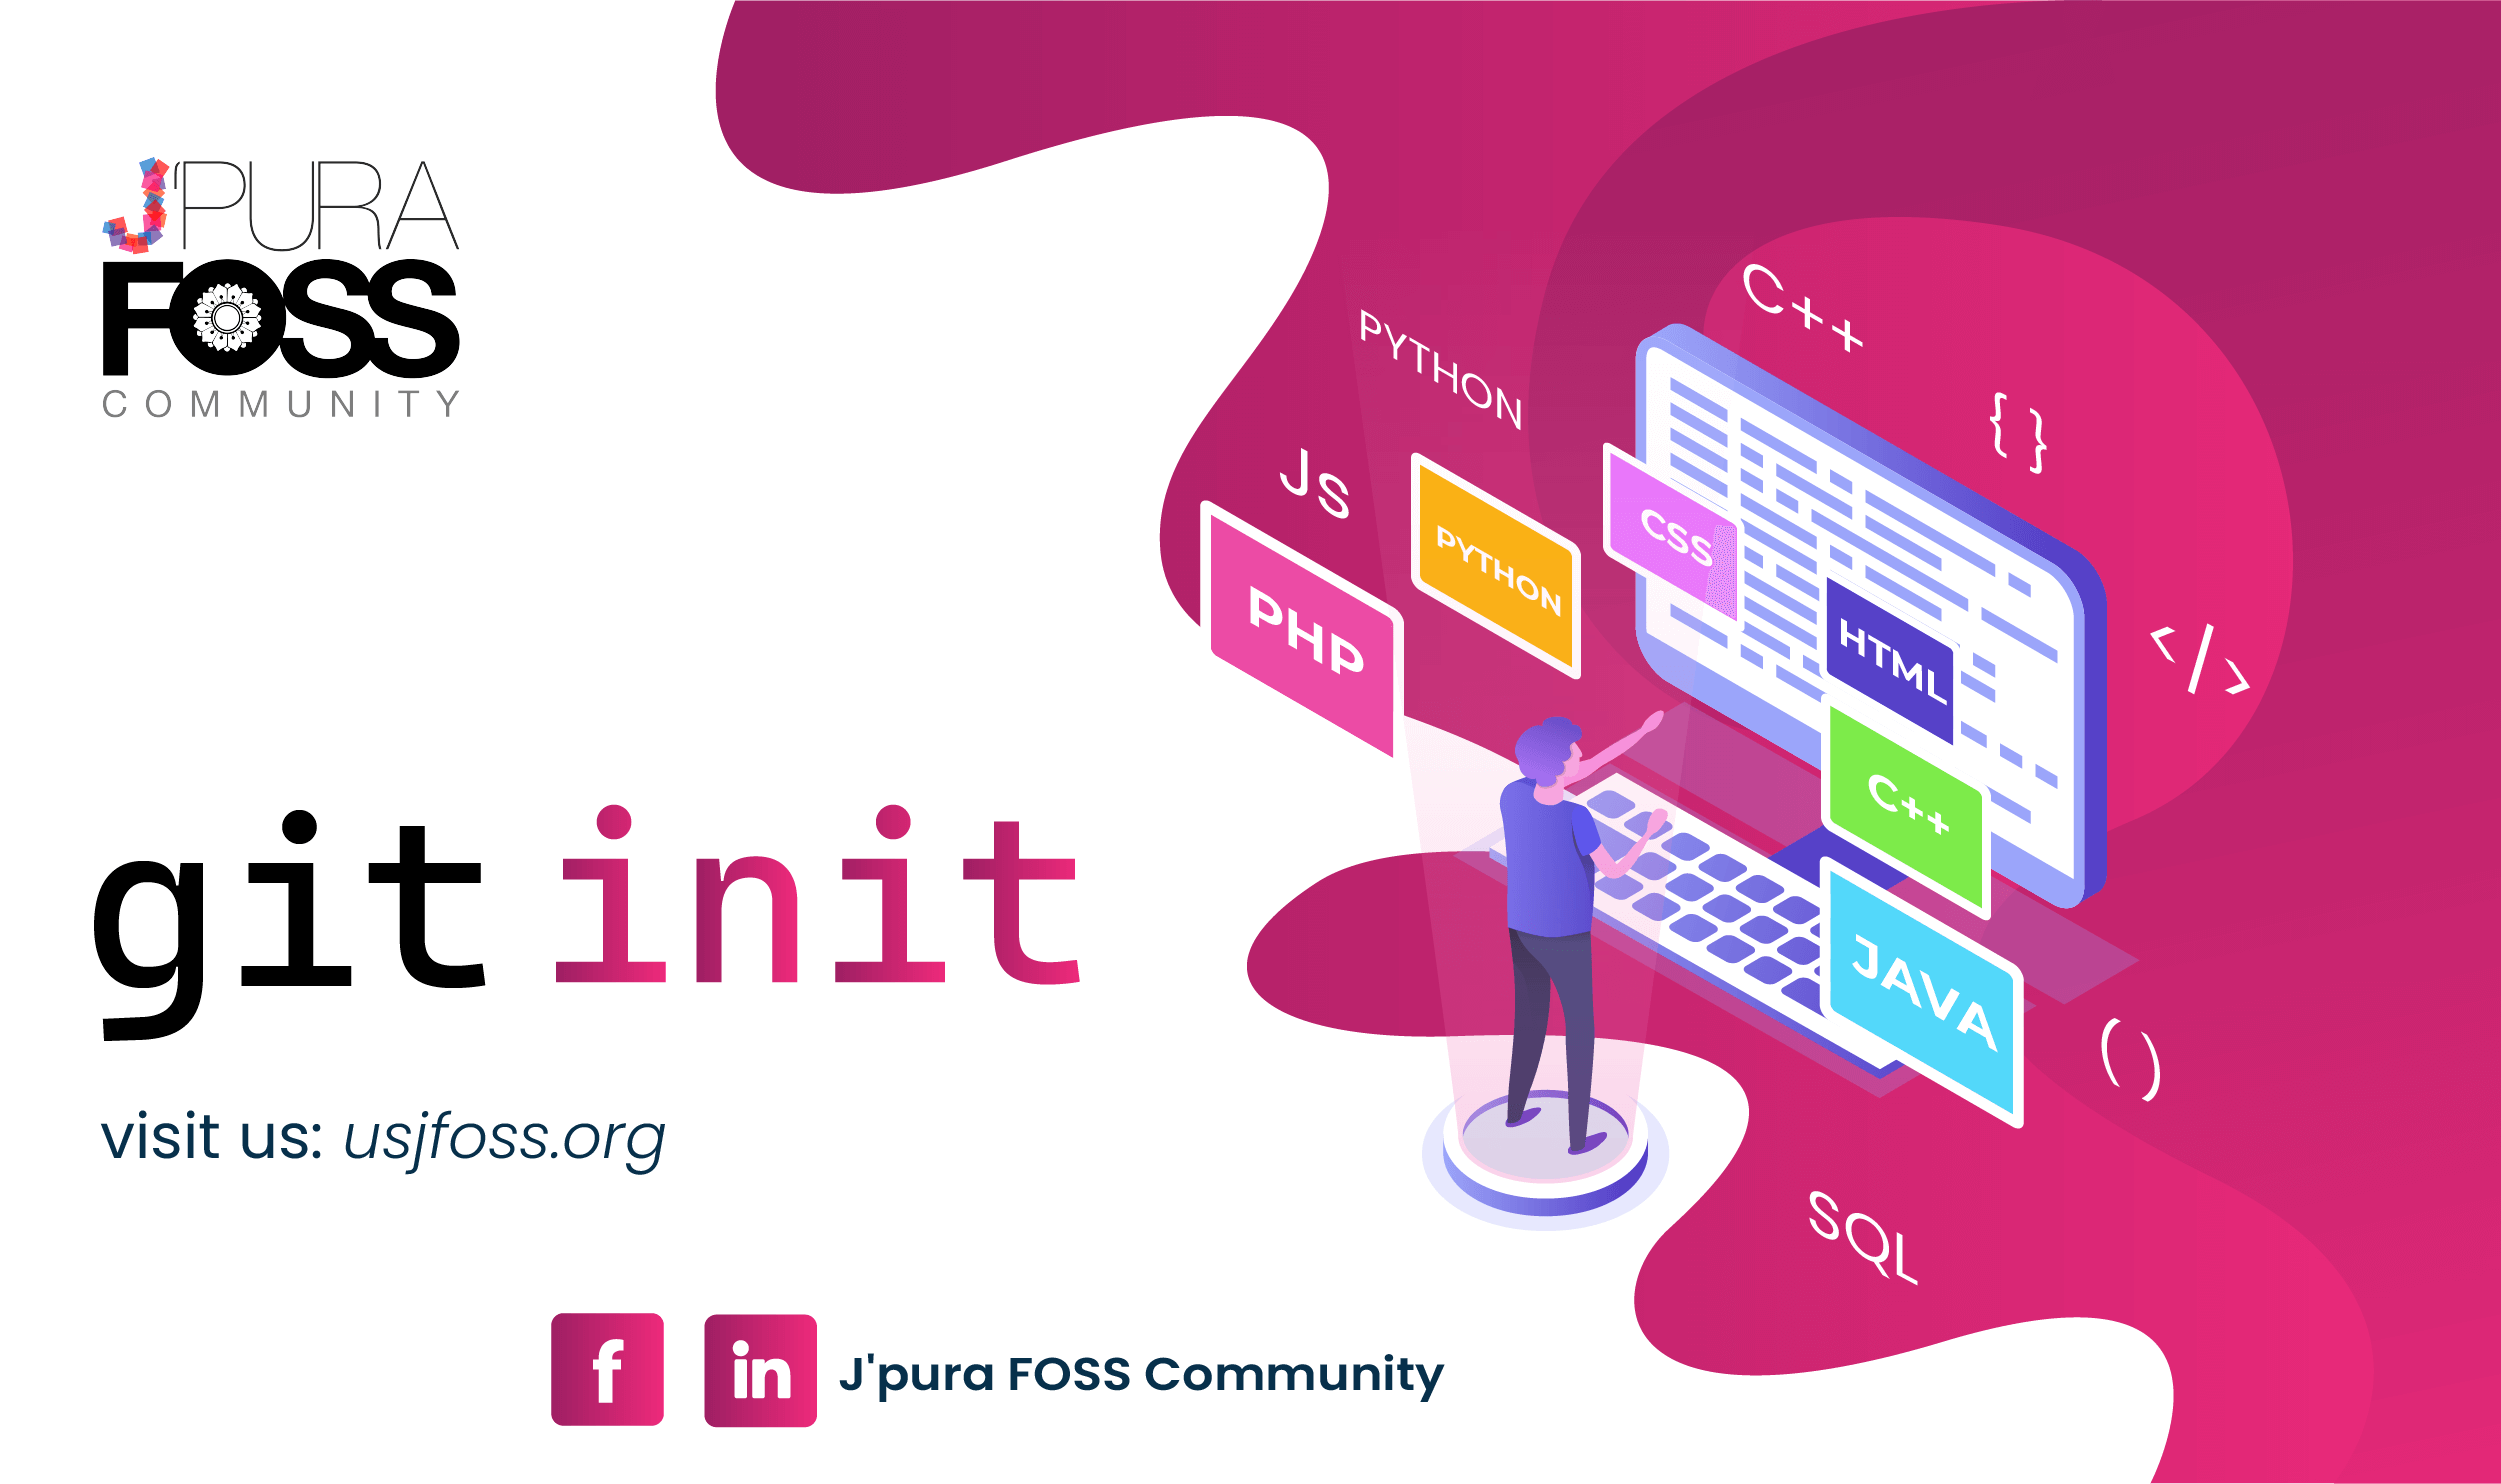 J'PURA
FOSS
COMMUNITY
git init
visit us: usjfoss.org
f
in
J'pura FOSS Community
C++
PYTHON
{ }
JS
PHP
PYTHON
CSS
HTML
</>
C++
JAVA
( )
SQL